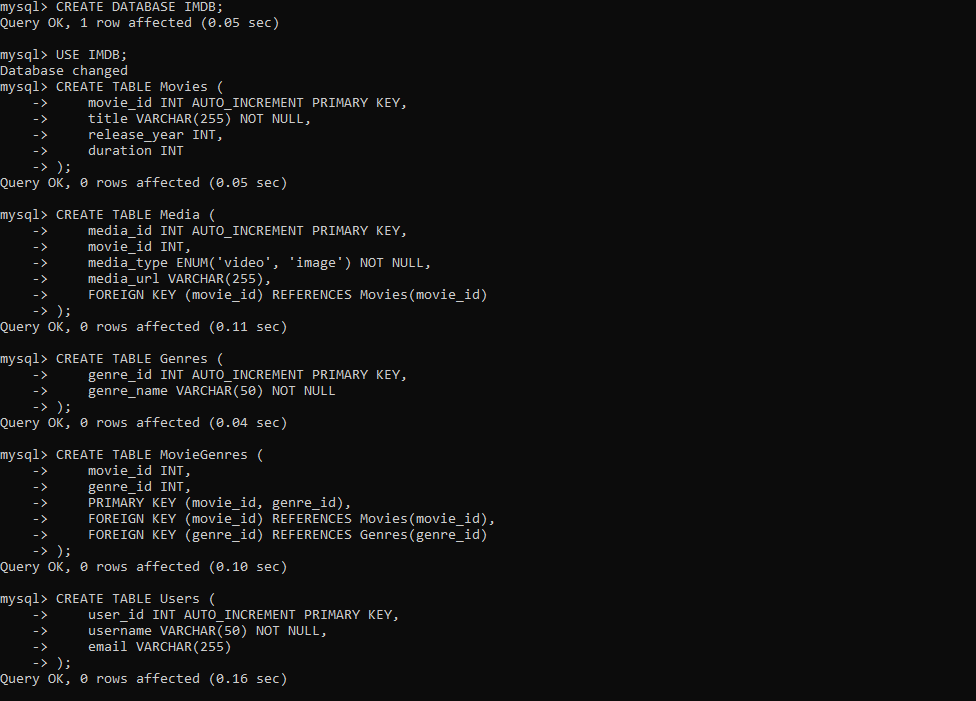 mysql> CREATE DATABASE IMDB;
Query OK, 1 row affected (0.05 sec)
mysql> USE IMDB;
Database changed
mysql> CREATE TABLE Movies (
    ->     movie_id INT AUTO_INCREMENT PRIMARY KEY,
    ->     title VARCHAR(255) NOT NULL,
    ->     release_year INT,
    ->     duration INT
    -> );
Query OK, 0 rows affected (0.05 sec)
mysql> CREATE TABLE Media (
    ->     media_id INT AUTO_INCREMENT PRIMARY KEY,
    ->     movie_id INT,
    ->     media_type ENUM('video', 'image') NOT NULL,
    ->     media_url VARCHAR(255),
    ->     FOREIGN KEY (movie_id) REFERENCES Movies(movie_id)
    -> );
Query OK, 0 rows affected (0.11 sec)
mysql> CREATE TABLE Genres (
    ->     genre_id INT AUTO_INCREMENT PRIMARY KEY,
    ->     genre_name VARCHAR(50) NOT NULL
    -> );
Query OK, 0 rows affected (0.04 sec)
mysql> CREATE TABLE MovieGenres (
    ->     movie_id INT,
    ->     genre_id INT,
    ->     PRIMARY KEY (movie_id, genre_id),
    ->     FOREIGN KEY (movie_id) REFERENCES Movies(movie_id),
    ->     FOREIGN KEY (genre_id) REFERENCES Genres(genre_id)
    -> );
Query OK, 0 rows affected (0.10 sec)
mysql> CREATE TABLE Users (
    ->     user_id INT AUTO_INCREMENT PRIMARY KEY,
    ->     username VARCHAR(50) NOT NULL,
    ->     email VARCHAR(255)
    -> );
Query OK, 0 rows affected (0.16 sec)